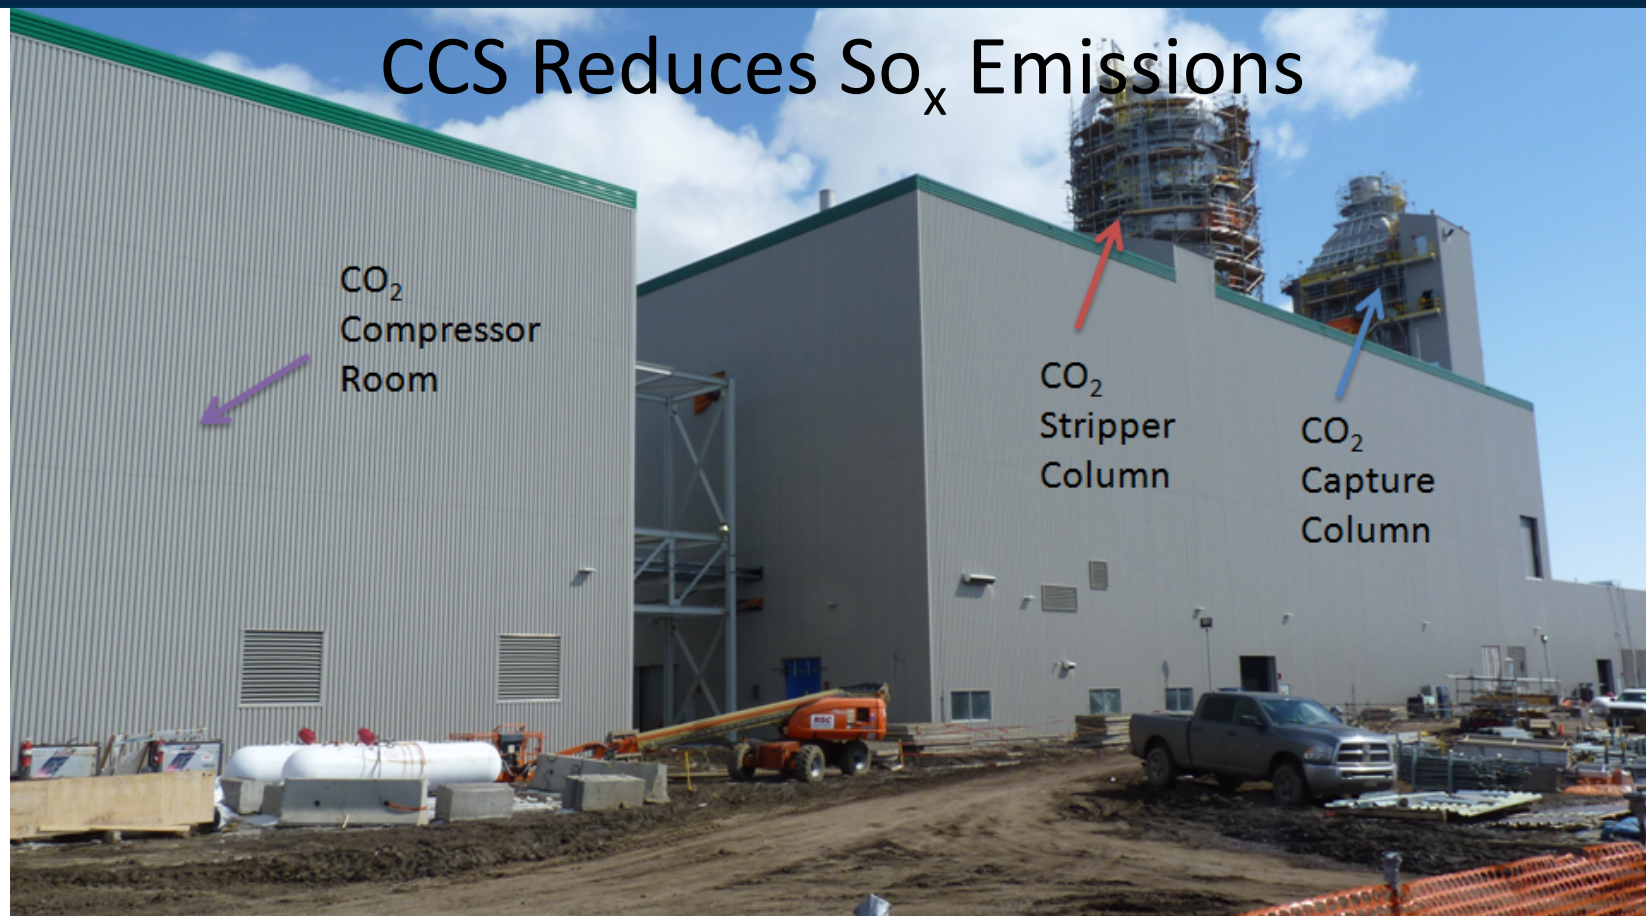 CCS Reduces Soₓ Emissions
CO₂
Compressor
Room
CO₂
Stripper
Column
CO₂
Capture
Column
RSC